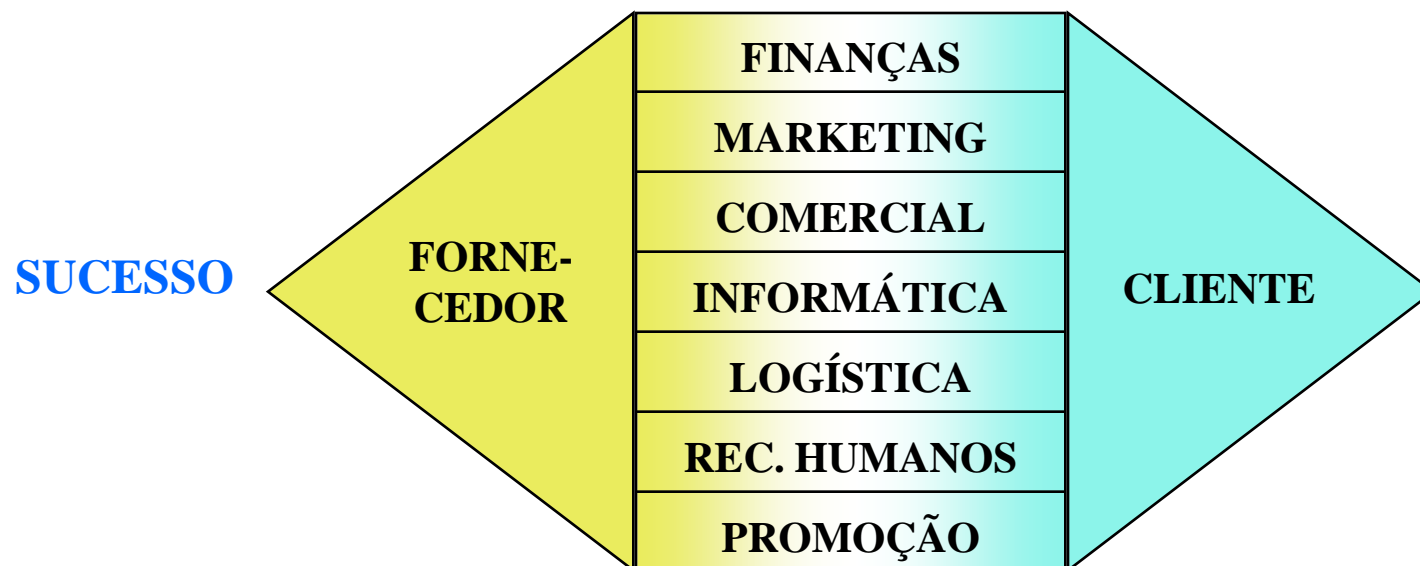 SUCESSO
FORNE-
CEDOR
FINANÇAS
MARKETING
COMERCIAL
INFORMÁTICA
LOGÍSTICA
REC. HUMANOS
PROMOÇÃO
CLIENTE